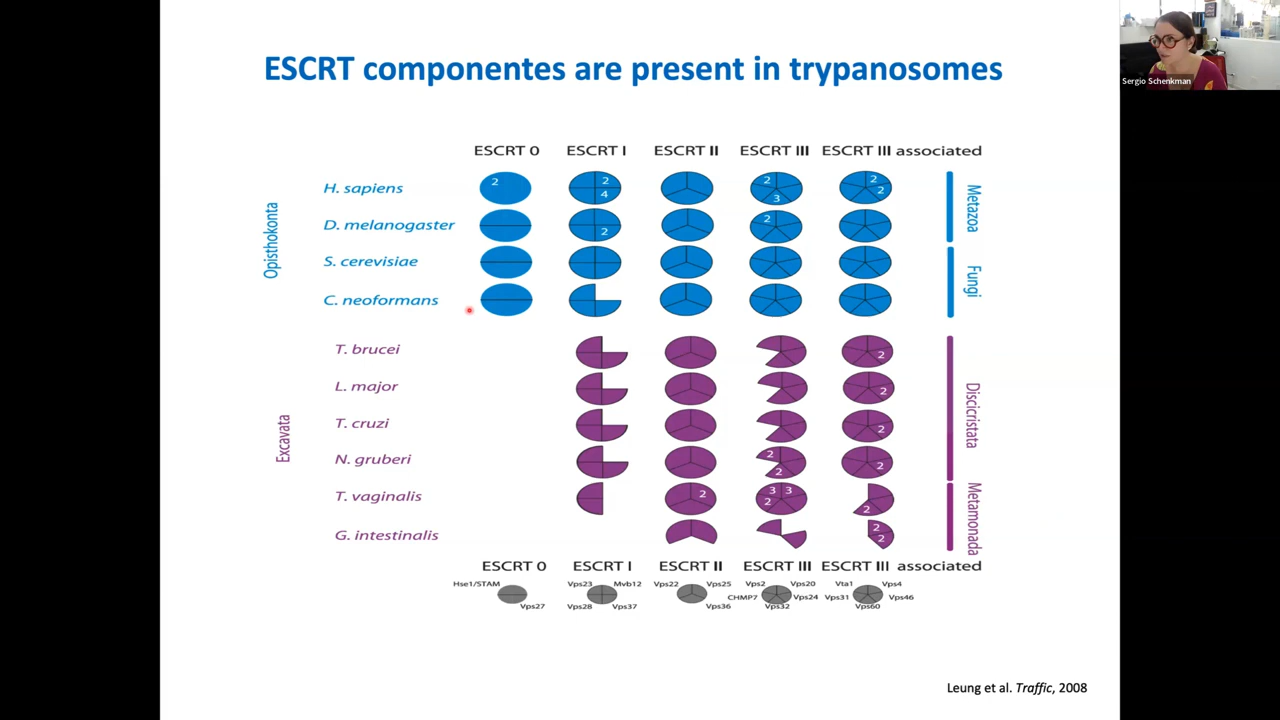 ESCRT componentes are present in trypanosomes
Sergio Schenkman
ESCRT 0 ESCRT I ESCRT II ESCRT III ESCRT III associated
Opisthokonta
H. sapiens 2 2 4 2 3 2 2
D. melanogaster 2 2
S. cerevisiae
C. neoformans
Metazoa
Fungi
Excavata
T. brucei 2
L. major 2
T. cruzi 2
N. gruberi 2 2 2
T. vaginalis 2 3 3 2 2
G. intestinalis 2 2
Discicristata
Metamonada
ESCRT 0 ESCRT I ESCRT II ESCRT III ESCRT III associated
Hse1/STAM Vps23 Mvb12 Vps22 Vps25 Vps2 Vps20 Vta1 Vps4
CHMP7 Vps24 Vps31 Vps46
Vps27 Vps28 Vps37 Vps36 Vps32 Vps60
Leung et al. Traffic, 2008